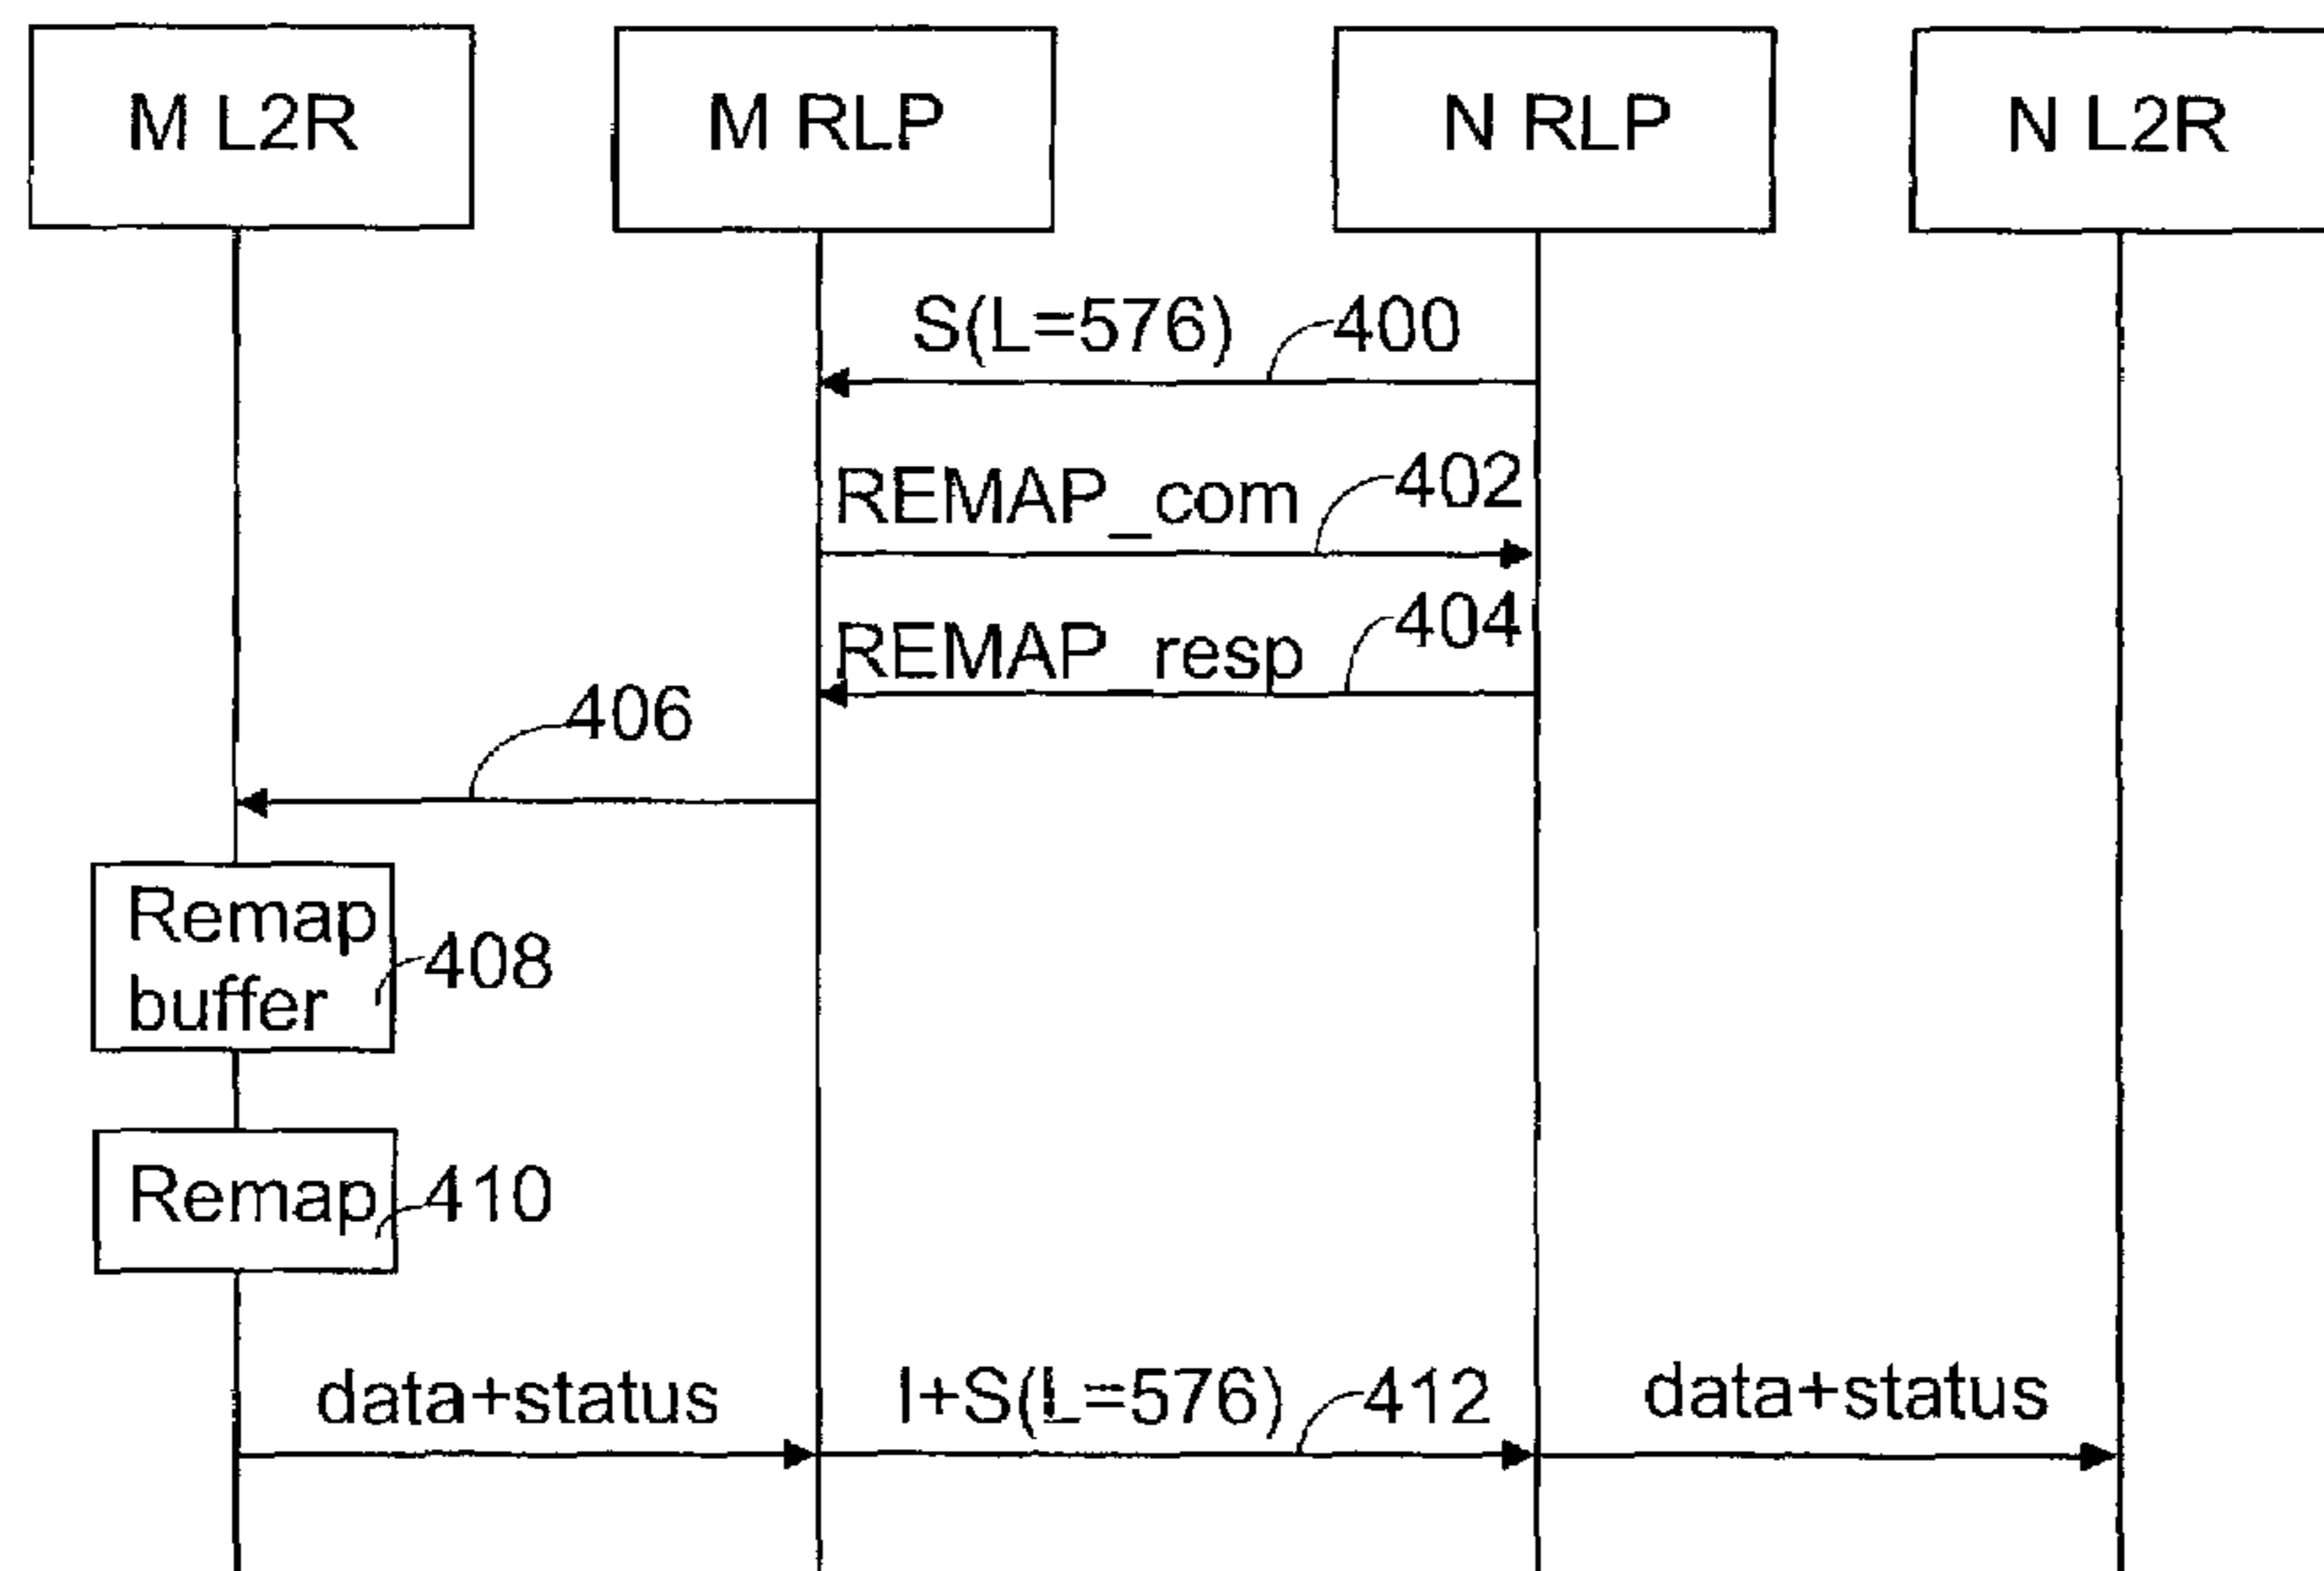 M L2R
M RLP
N RLP
N L2R
S(L=576)
400
REMAP_com
402
REMAP_resp
404
406
Remap
buffer
408
Remap
410
data+status
I+S(L=576)
412
data+status